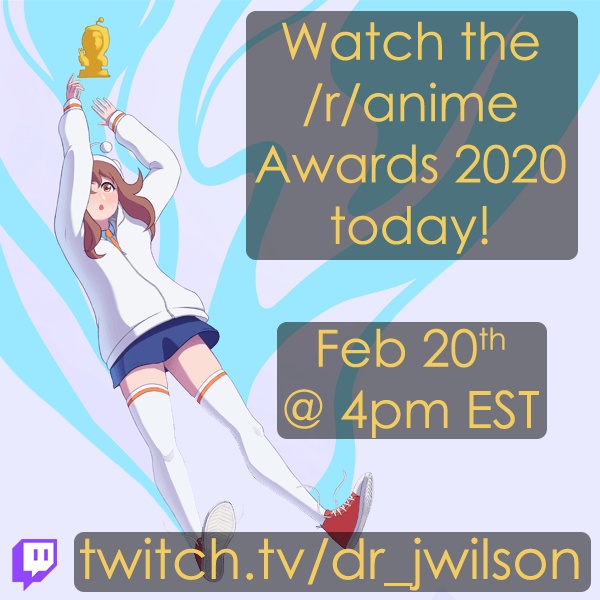 Watch the
/r/anime
Awards 2020
today!
Feb 20th
@ 4pm EST
twitch.tv/dr_jwilson